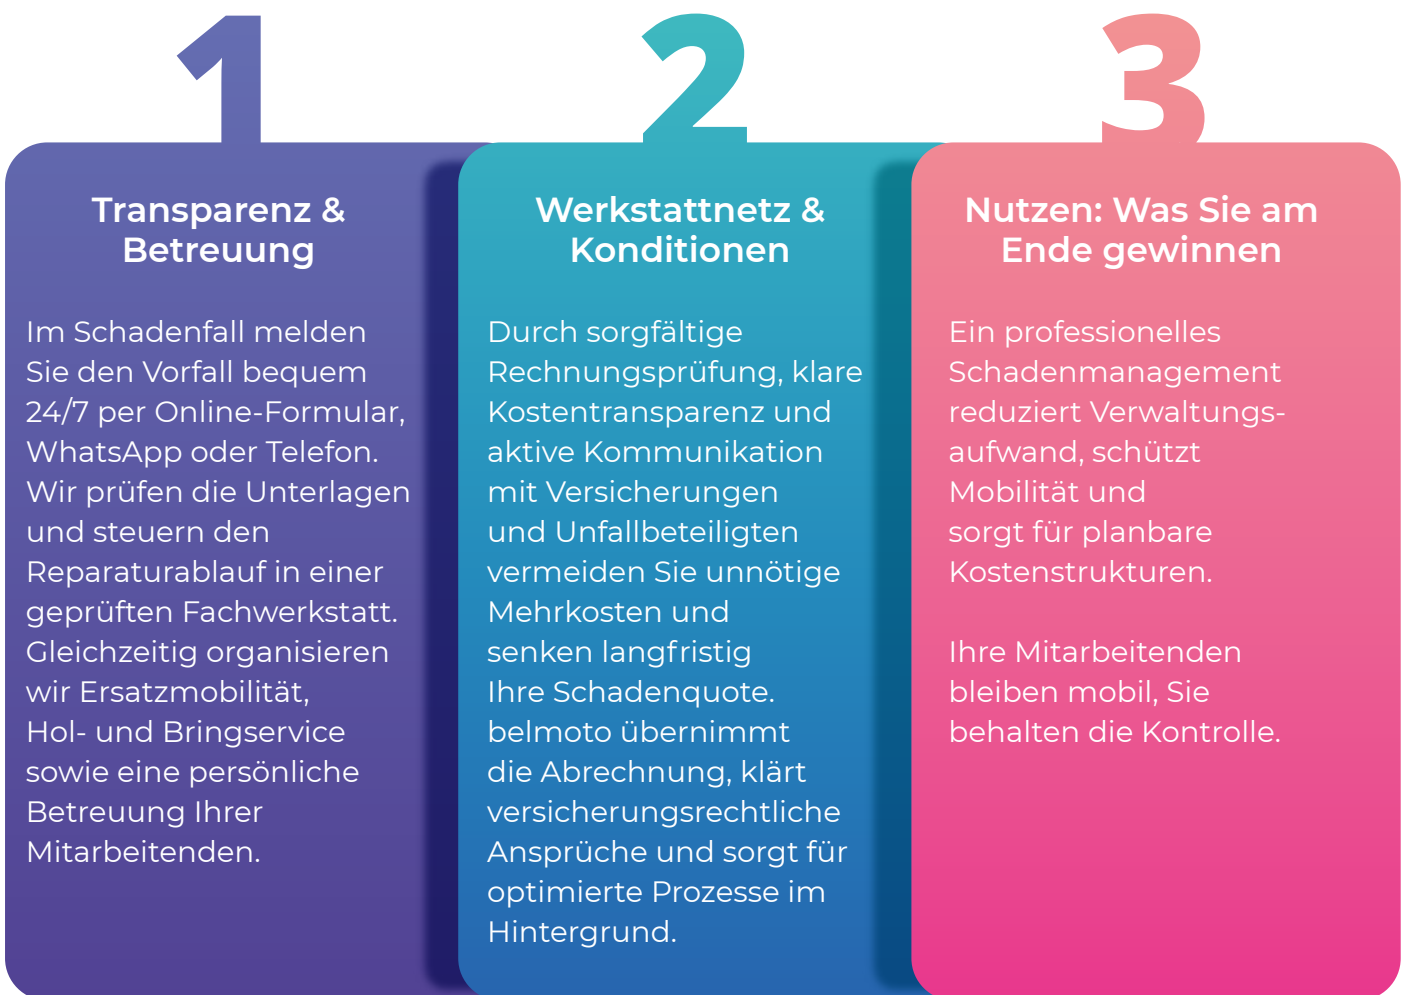 1
Transparenz &
Betreuung
Im Schadenfall melden
Sie den Vorfall bequem
24/7 per Online-Formular,
WhatsApp oder Telefon.
Wir prüfen die Unterlagen
und steuern den
Reparaturablauf in einer
geprüften Fachwerkstatt.
Gleichzeitig organisieren
wir Ersatzmobilität,
Hol- und Bringservice
sowie eine persönliche
Betreuung Ihrer
Mitarbeitenden.
2
Werkstattnetz &
Konditionen
Durch sorgfältige
Rechnungsprüfung, klare
Kostentransparenz und
aktive Kommunikation
mit Versicherungen
und Unfallbeteiligten
vermeiden Sie unnötige
Mehrkosten und
senken langfristig
Ihre Schadenquote.
belmoto übernimmt
die Abrechnung, klärt
versicherungsrechtliche
Ansprüche und sorgt für
optimierte Prozesse im
Hintergrund.
3
Nutzen: Was Sie am
Ende gewinnen
Ein professionelles
Schadenmanagement
reduziert Verwaltungs-
aufwand, schützt
Mobilität und
sorgt für planbare
Kostenstrukturen.
Ihre Mitarbeitenden
bleiben mobil, Sie
behalten die Kontrolle.